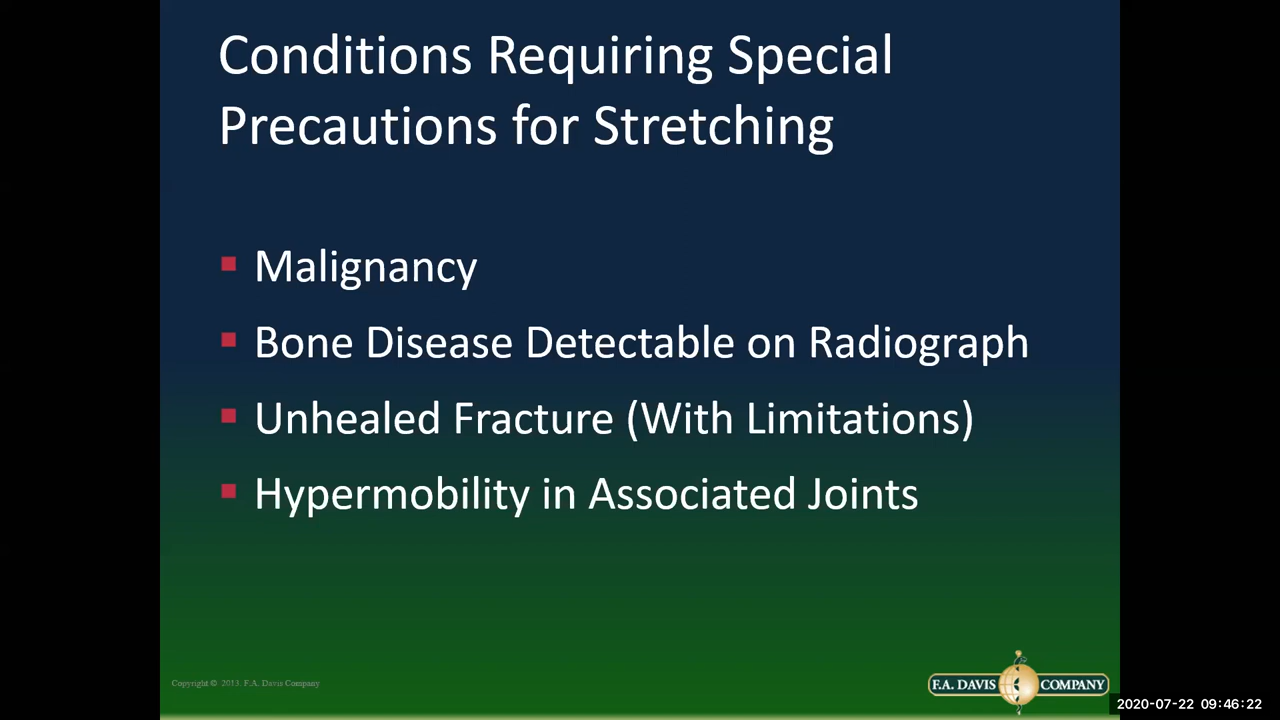 Conditions Requiring Special
Precautions for Stretching
Malignancy
Bone Disease Detectable on Radiograph
Unhealed Fracture (With Limitations)
Hypermobility in Associated Joints
Copyright © 2013. F.A. Davis Company
F.A. DAVIS COMPANY
2020-07-22 09:46:22